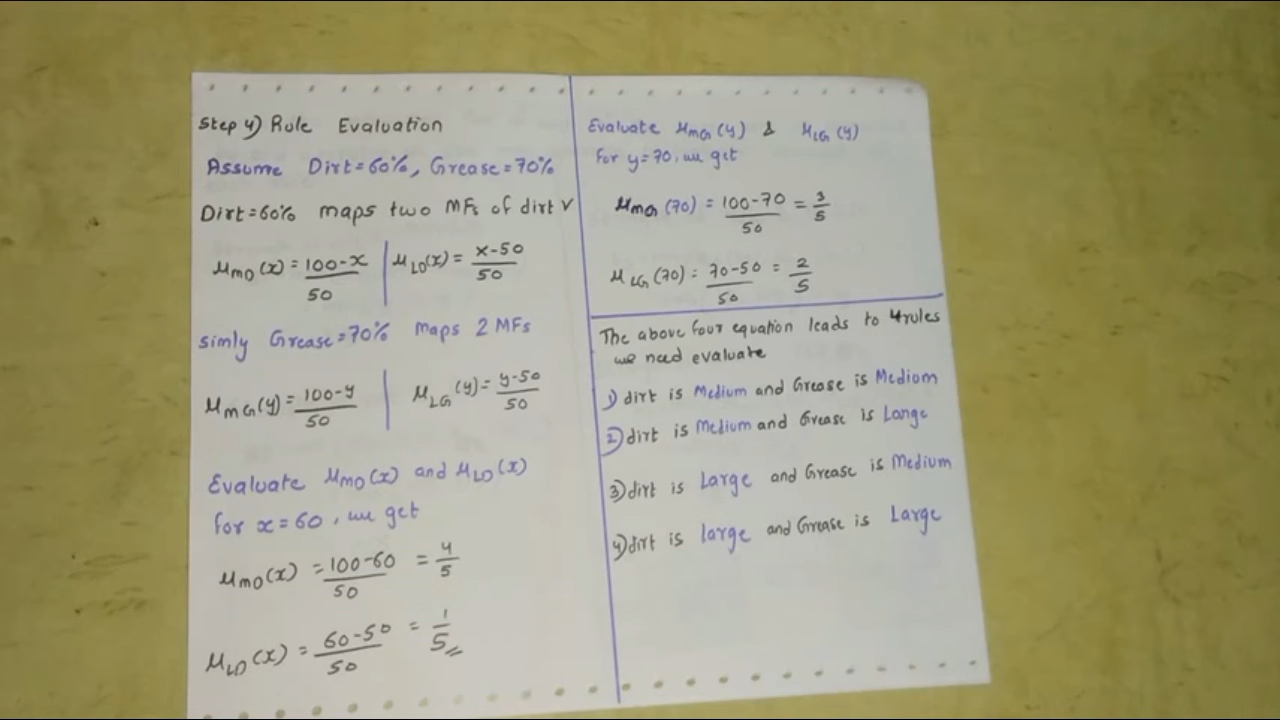 Step 4) Rule Evaluation
Assume Dirt=60%, Grease=70%
Dirt=60% maps two MFs of dirt V
μMD(x) = 100-x/50 | μLD(x) = x-50/50
Simly Grease=70% Maps 2 MFs
μMG(y) = 100-y/50 | μLG(y) = y-50/50
Evaluate μMD(x) and μLD(x)
for x=60, we get
μMD(x) = 100-60/50 = 4/5
μLD(x) = 60-50/50 = 1/5
Evaluate μMG(y) & μLG(y)
for y=70, we get
μMG(70) = 100-70/50 = 3/5
μLG(70) = 70-50/50 = 2/5
The above four equation leads to 4 rules
we need evaluate
1) dirt is Medium and Grease is Medium
2) dirt is Medium and Grease is Large
3) dirt is Large and Grease is Medium
4) dirt is large and Grease is Large